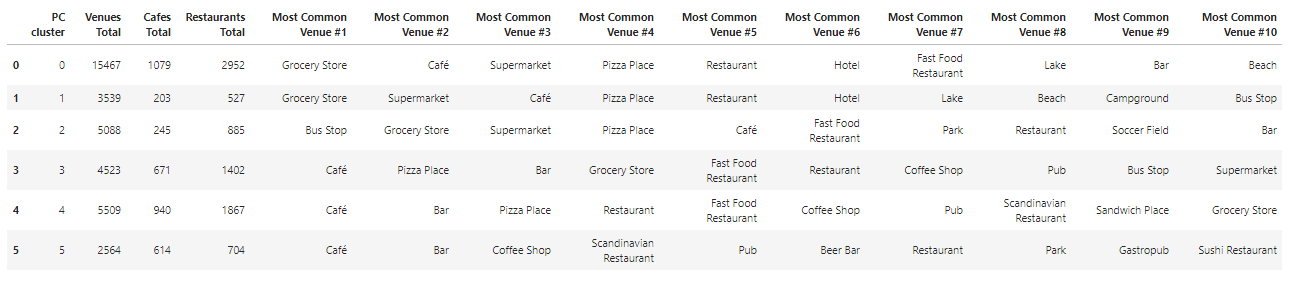 PC cluster Venues Total Cafes Total Restaurants Total Most Common Venue #1 Most Common Venue #2 Most Common Venue #3 Most Common Venue #4 Most Common Venue #5 Most Common Venue #6 Most Common Venue #7 Most Common Venue #8 Most Common Venue #9 Most Common Venue #10
0 0 15467 1079 2952 Grocery Store Café Supermarket Pizza Place Restaurant Hotel Fast Food Restaurant Lake Bar Beach
1 1 3539 203 527 Grocery Store Supermarket Café Pizza Place Restaurant Hotel Lake Beach Campground Bus Stop
2 2 5088 245 885 Bus Stop Grocery Store Supermarket Pizza Place Café Fast Food Restaurant Park Restaurant Soccer Field Bar
3 3 4523 671 1402 Café Pizza Place Bar Grocery Store Fast Food Restaurant Restaurant Coffee Shop Pub Bus Stop Supermarket
4 4 5509 940 1867 Café Bar Pizza Place Restaurant Fast Food Restaurant Coffee Shop Pub Scandinavian Restaurant Sandwich Place Grocery Store
5 5 2564 614 704 Café Bar Coffee Shop Scandinavian Restaurant Pub Beer Bar Restaurant Park Gastropub Sushi Restaurant